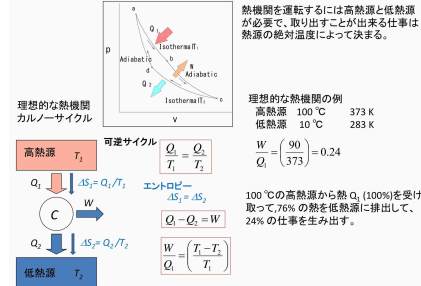 熱機関を運転するには高熱源と低熱源
が必要で、取り出すことが出来る仕事は
熱源の絶対温度によって決まる。
a
Q₁
p
Isothermal T₁
b
W
Adiabatic
Adiabatic
d
Q₂
Isothermal T₂
c
v
理想的な熱機関
カルノーサイクル
理想的な熱機関の例
高熱源 100 ℃ 373 K
低熱源 10 ℃ 283 K
W/Q₁ = (90/373) = 0.24
可逆サイクル
高熱源 T₁
Q₁/T₁ = Q₂/T₂
Q₁ ΔS₁= Q₁/T₁
エントロピー
ΔS₁ = ΔS₂
C W
Q₁ − Q₂ = W
Q₂ ΔS₂= Q₂/T₂
W/Q₁ = (T₁ − T₂/T₁)
低熱源 T₂
100 ℃の高熱源から熱 Q₁ (100%)を受け
取って,76% の熱を低熱源に排出して、
24% の仕事を生み出す。